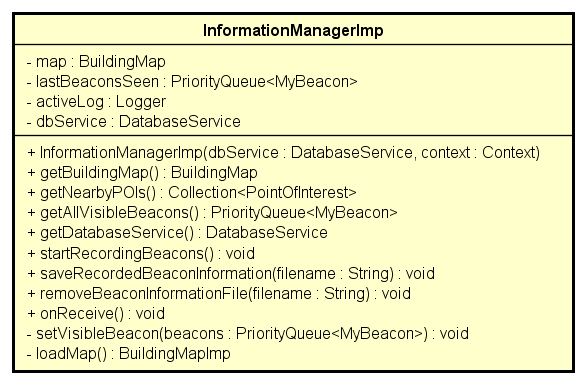 InformationManagerImp
- map : BuildingMap
- lastBeaconsSeen : PriorityQueue<MyBeacon>
- activeLog : Logger
- dbService : DatabaseService
+ InformationManagerImp(dbService : DatabaseService, context : Context)
+ getBuildingMap() : BuildingMap
+ getNearbyPOIs() : Collection<PointOfInterest>
+ getAllVisibleBeacons() : PriorityQueue<MyBeacon>
+ getDatabaseService() : DatabaseService
+ startRecordingBeacons() : void
+ saveRecordedBeaconInformation(filename : String) : void
+ removeBeaconInformationFile(filename : String) : void
+ onReceive() : void
- setVisibleBeacon(beacons : PriorityQueue<MyBeacon>) : void
- loadMap() : BuildingMapImp